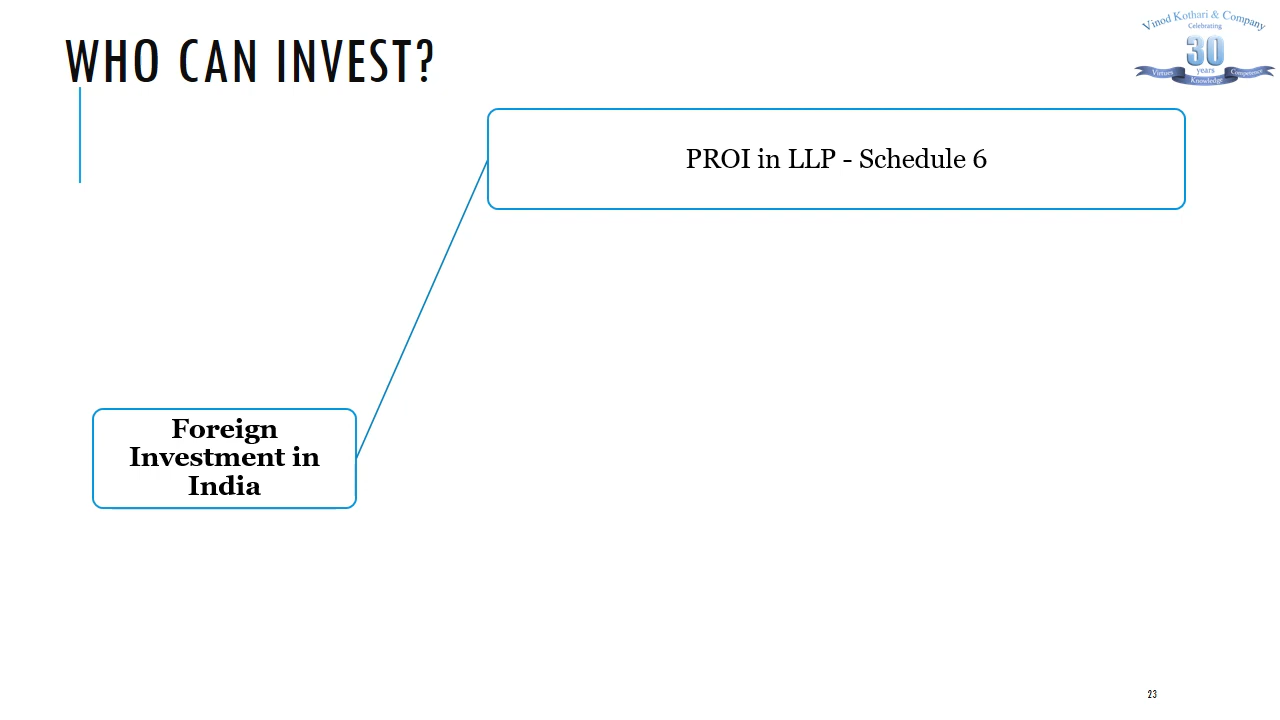 WHO CAN INVEST?
Vinod Kothari & Company
Celebrating
30
years
Virtues
Knowledge
Competence
PROI in LLP - Schedule 6
Foreign
Investment in
India
23